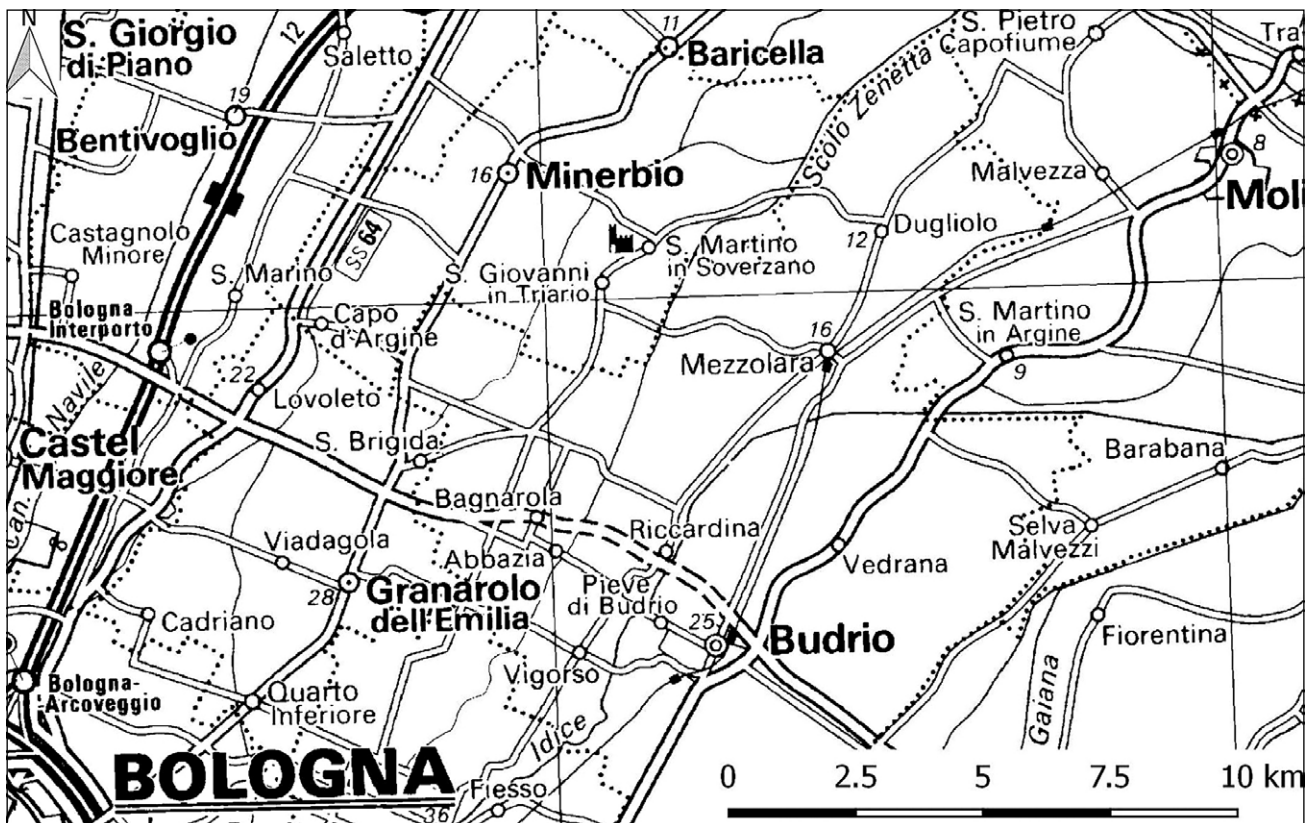 N
S. Giorgio
di Piano
12
Saletto
11
Baricella
S. Pietro
Capofiume
Tra
19
Bentivoglio
Scolo Zenetta
8
16
Minerbio
Malvezza
Moli
Castagnolo
Minore
SS 64
S. Martino
in Soverzano
12
Dugliolo
S. Marino
S. Giovanni
in Triario
Bologna
Interporto
Capo
d'Argine
16
S. Martino
in Argine
Mezzolara
9
22
Lovoleto
Can. Navile
Castel
Maggiore
S. Brigida
Barabana
Bagnarola
Riccardina
Selva
Malvezzi
Viadagola
Abbazia
Vedrana
28
Granarolo
dell'Emilia
Pieve
di Budrio
25
Budrio
Cadriano
Fiorentina
Vigorso
Bologna-
Arcoveggio
Quarto
Inferiore
Idice
Gaiana
BOLOGNA
Fiesso
36
0 2.5 5 7.5 10 km